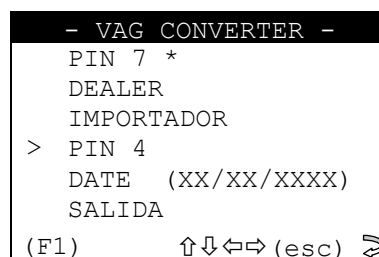 - VAG CONVERTER -
PIN 7 *
DEALER
IMPORTADOR
> PIN 4
DATE (XX/XX/XXXX)
SALIDA
(F1) ⇧⇩⇦⇨(esc)